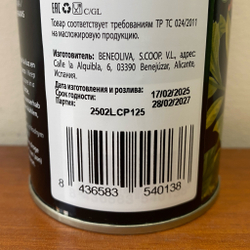 C/GL
Товар соответствует требованиям ТР ТС 024/2011
на масложировую продукцию.
Изготовитель: BENEOLIVA, S.COOP. V.L., адрес:
Calle la Alquibla, 6, 03390 Benejúzar, Alicante,
Испания.
Дата изготовления и розлива: 17/02/2025
Срок годности: 28/02/2027
Партия:
2502L CP125
8 436583 540138